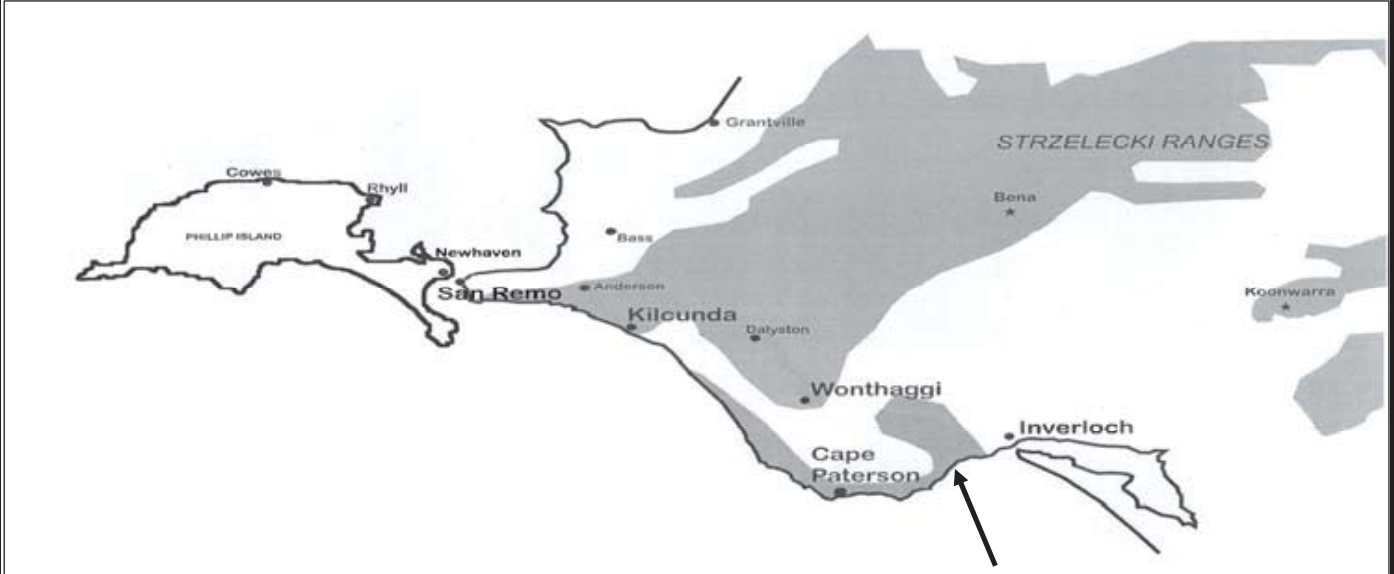 Grantville
STRZELECKI RANGES
Cowes
Rhyll
Bena
PHILLIP ISLAND
Bass
Newhaven
San Remo
Anderson
Koonwarra
Kilcunda
Dalyston
Wonthaggi
Inverloch
Cape
Paterson